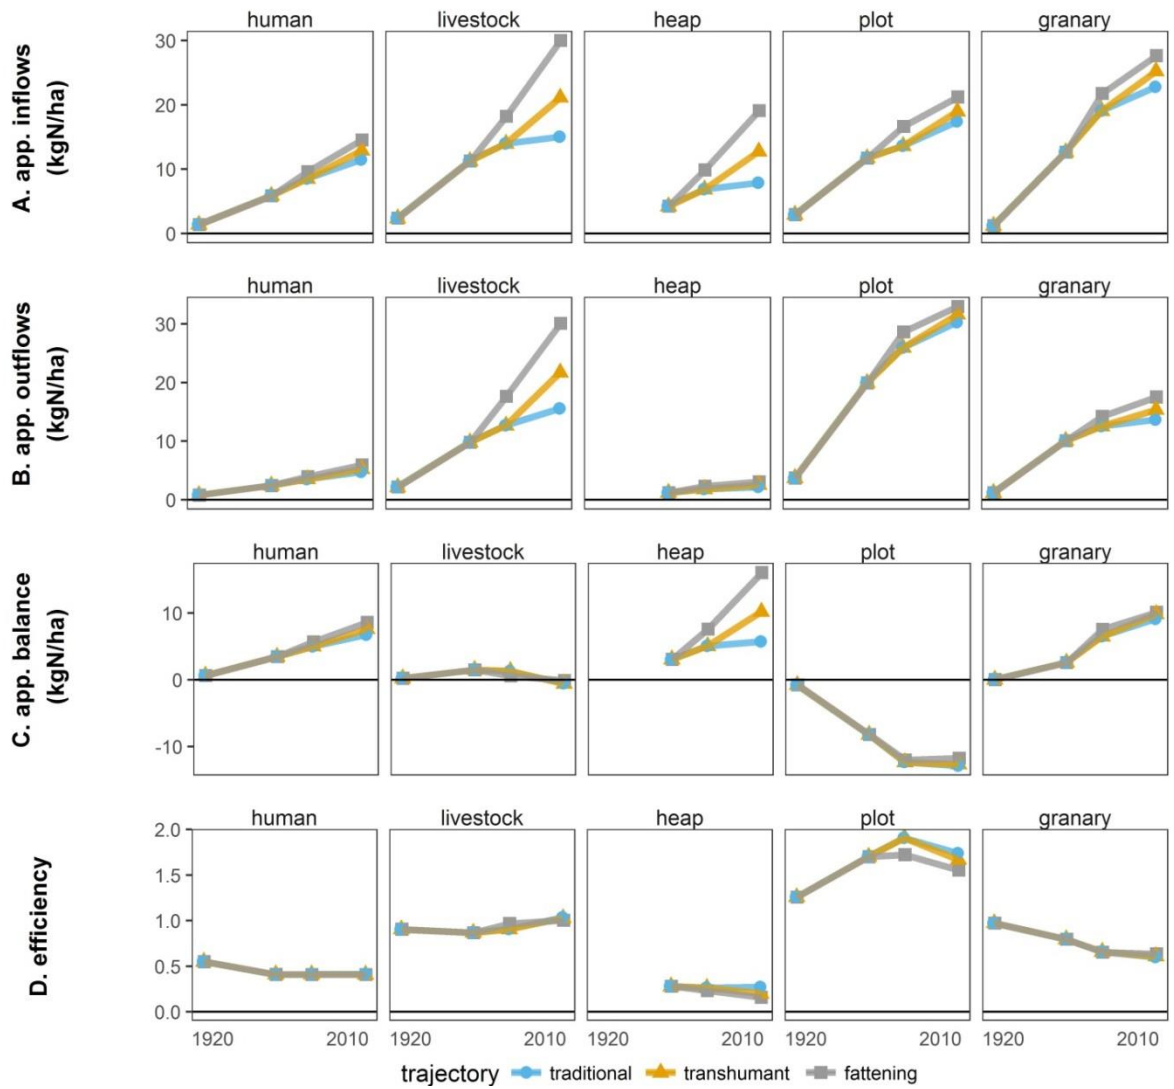 human livestock heap plot granary
A. app. inflows
(kgN/ha)
30
20
10
0
human livestock heap plot granary
B. app. outflows
(kgN/ha)
30
20
10
0
human livestock heap plot granary
C. app. balance
(kgN/ha)
10
0
-10
human livestock heap plot granary
D. efficiency
2.0
1.5
1.0
0.5
0.0
1920 2010 1920 2010 1920 2010 1920 2010 1920 2010
trajectory traditional transhumant fattening